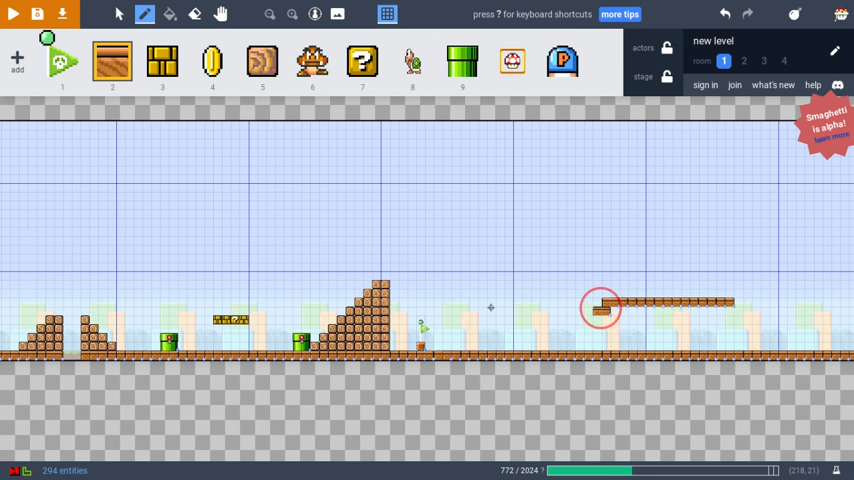 press ? for keyboard shortcuts more tips
add
1 2 3 4 5 6 7 8 9
P
actors
stage
new level
room 1 2 3 4
sign in join what's new help
Smaghetti
is alpha!
learn more
294 entities
772 / 2024 ?
(218, 21)